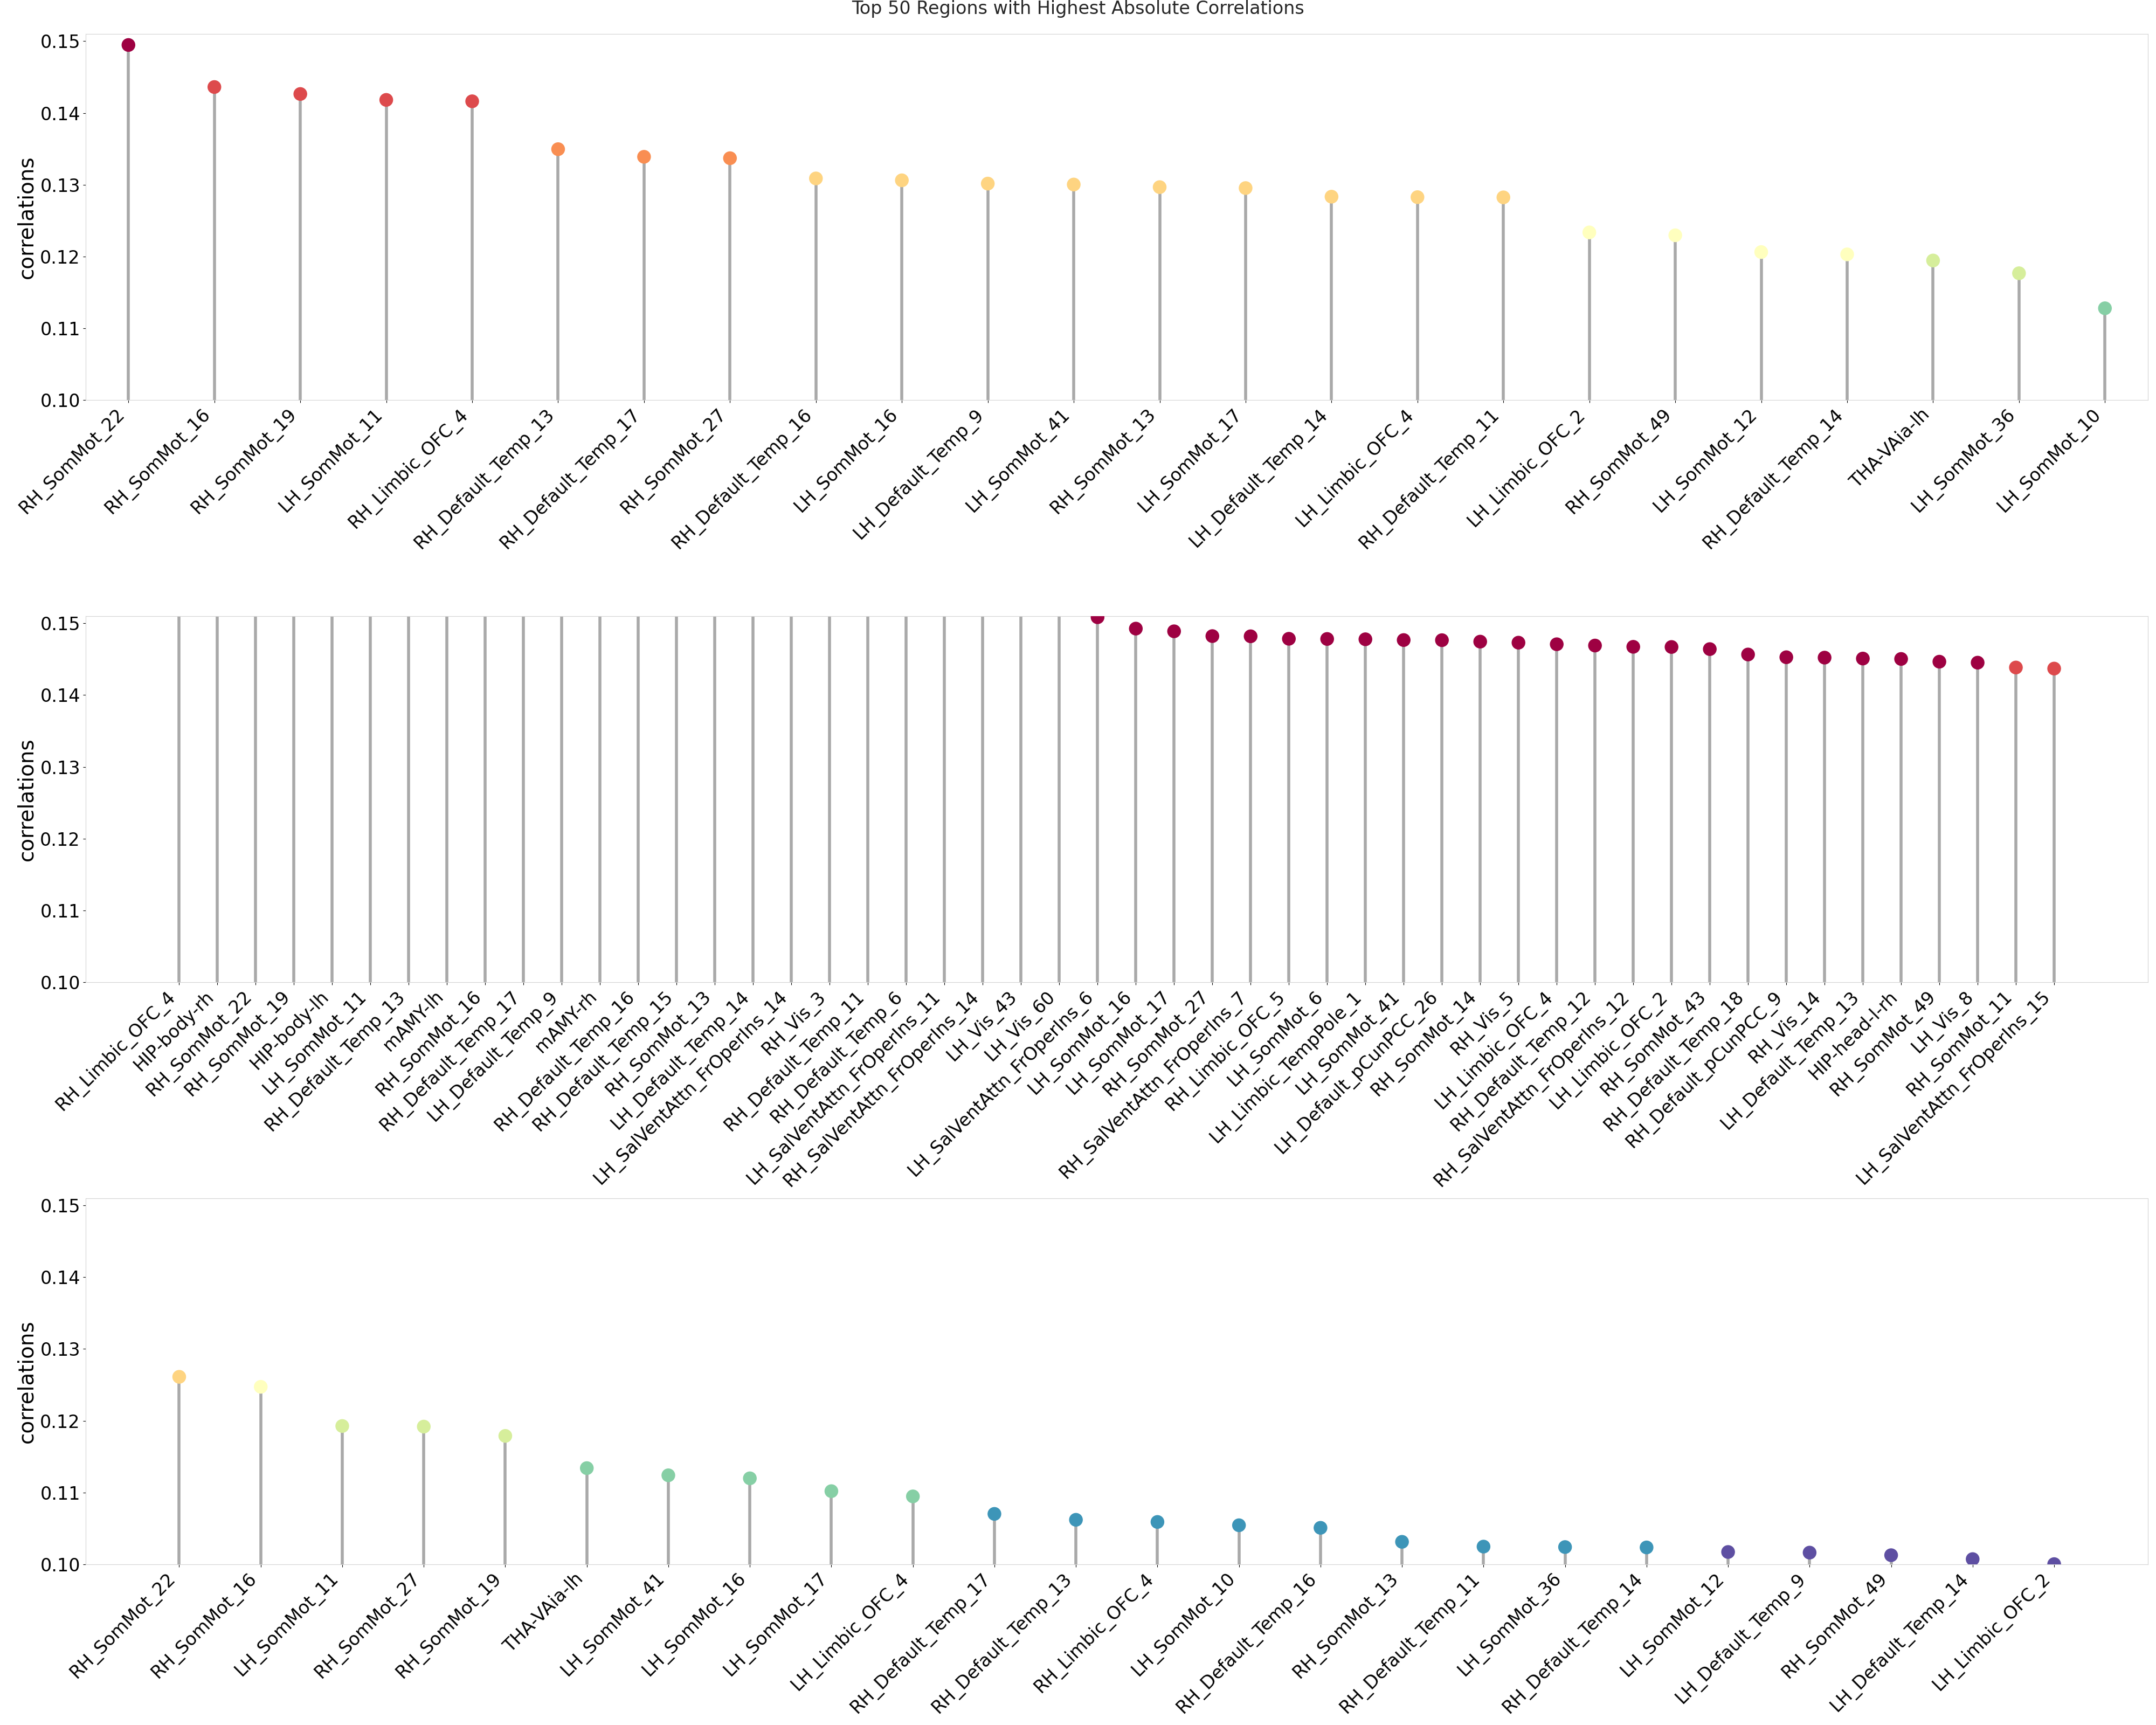 Top 50 Regions with Highest Absolute Correlations
correlations
0.15
0.14
0.13
0.12
0.11
0.10
RH_SomMot_22
RH_SomMot_16
RH_SomMot_19
LH_SomMot_11
RH_Limbic_OFC_4
RH_Default_Temp_13
RH_Default_Temp_17
RH_SomMot_27
RH_Default_Temp_16
LH_SomMot_16
LH_Default_Temp_9
LH_SomMot_41
RH_SomMot_13
LH_SomMot_17
LH_Default_Temp_14
LH_Limbic_OFC_4
RH_Default_Temp_11
LH_Limbic_OFC_2
RH_SomMot_49
LH_SomMot_12
RH_Default_Temp_14
THA-VAia-lh
LH_SomMot_36
LH_SomMot_10
correlations
0.15
0.14
0.13
0.12
0.11
0.10
RH_Limbic_OFC_4
HIP-body-rh
RH_SomMot_22
RH_SomMot_19
HIP-body-lh
LH_SomMot_11
RH_Default_Temp_13
mAMY-lh
RH_SomMot_16
RH_Default_Temp_17
LH_Default_Temp_9
mAMY-rh
RH_Default_Temp_16
RH_Default_Temp_15
RH_SomMot_13
LH_Default_Temp_14
LH_SalVentAttn_FrOperIns_14
RH_Vis_3
RH_Default_Temp_11
RH_Default_Temp_6
LH_SalVentAttn_FrOperIns_11
RH_SalVentAttn_FrOperIns_14
LH_Vis_43
LH_Vis_60
LH_SalVentAttn_FrOperIns_6
LH_SomMot_16
LH_SomMot_17
RH_SomMot_27
RH_SalVentAttn_FrOperIns_7
RH_Limbic_OFC_5
LH_SomMot_6
LH_Limbic_TempPole_1
LH_SomMot_41
LH_Default_pCunPCC_26
RH_SomMot_14
RH_Vis_5
LH_Limbic_OFC_4
RH_Default_Temp_12
RH_SalVentAttn_FrOperIns_12
LH_Limbic_OFC_2
RH_SomMot_43
RH_Default_Temp_18
RH_Default_pCunPCC_9
RH_Vis_14
LH_Default_Temp_13
HIP-head-l-rh
RH_SomMot_49
LH_Vis_8
RH_SomMot_11
LH_SalVentAttn_FrOperIns_15
correlations
0.15
0.14
0.13
0.12
0.11
0.10
RH_SomMot_22
RH_SomMot_16
LH_SomMot_11
RH_SomMot_27
RH_SomMot_19
THA-VAia-lh
LH_SomMot_41
LH_SomMot_16
LH_SomMot_17
LH_Limbic_OFC_4
RH_Default_Temp_17
RH_Default_Temp_13
RH_Limbic_OFC_4
LH_SomMot_10
RH_Default_Temp_16
RH_SomMot_13
RH_Default_Temp_11
LH_SomMot_36
RH_Default_Temp_14
LH_SomMot_12
LH_Default_Temp_9
RH_SomMot_49
LH_Default_Temp_14
LH_Limbic_OFC_2